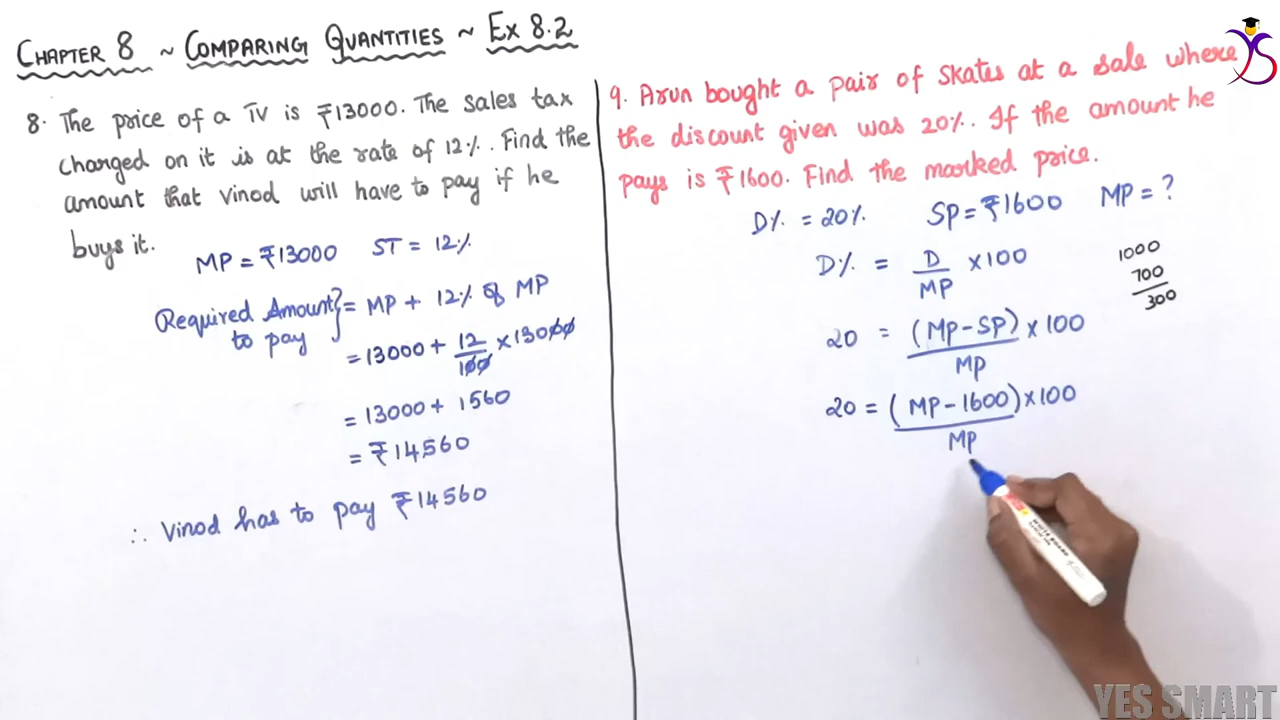 CHAPTER 8 ~ COMPARING QUANTITIES ~ Ex 8.2
8. The price of a TV is ₹13000. The sales tax
charged on it is at the rate of 12%. Find the
amount that Vinod will have to pay if he
buys it.
MP = ₹13000 ST = 12%
Required Amount to pay } = MP + 12% of MP
= 13000 + 12/100 × 13000
= 13000 + 1560
= ₹14560
∴ Vinod has to pay ₹14560
9. Arun bought a pair of skates at a sale where
the discount given was 20%. If the amount he
pays is ₹1600. Find the marked price.
D% = 20% SP = ₹1600 MP = ?
D% = D/MP × 100
1000
700
300
20 = (MP - SP)/MP × 100
20 = (MP - 1600)/MP × 100
WHITE BOARD
YES SMART